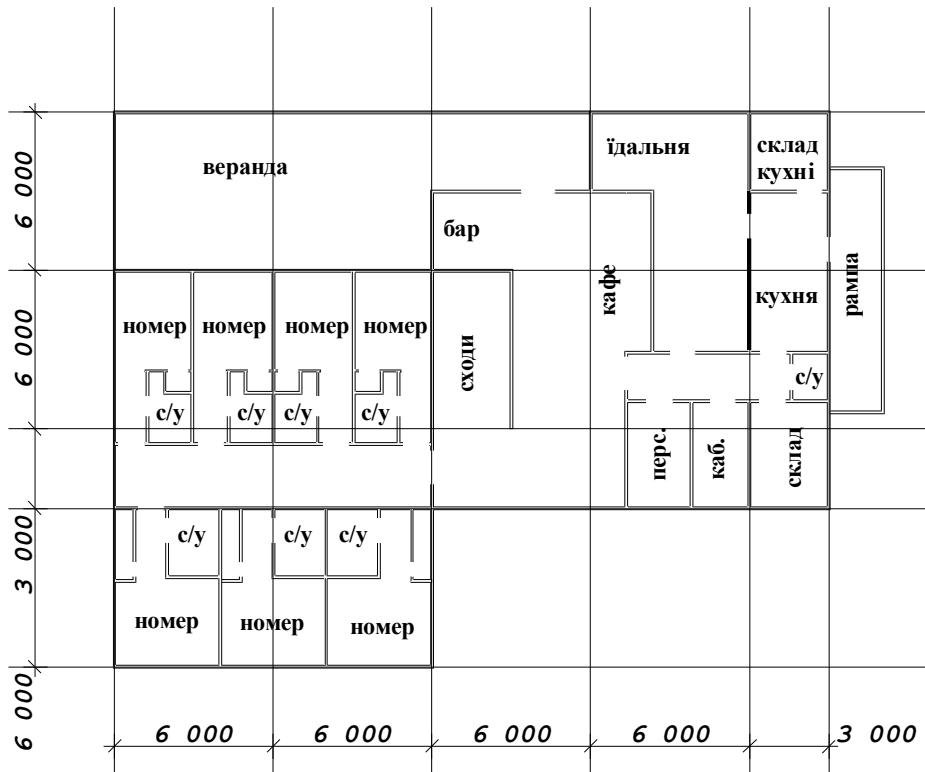 веранда
їдальня
склад
кухні
6 000
бар
кафе
кухня
рампа
номер
номер
номер
номер
сходи
6 000
с/у
с/у
с/у
с/у
с/у
перс.
каб.
склад
3 000
с/у
с/у
с/у
номер
номер
номер
6 000
6 000
6 000
6 000
6 000
3 000